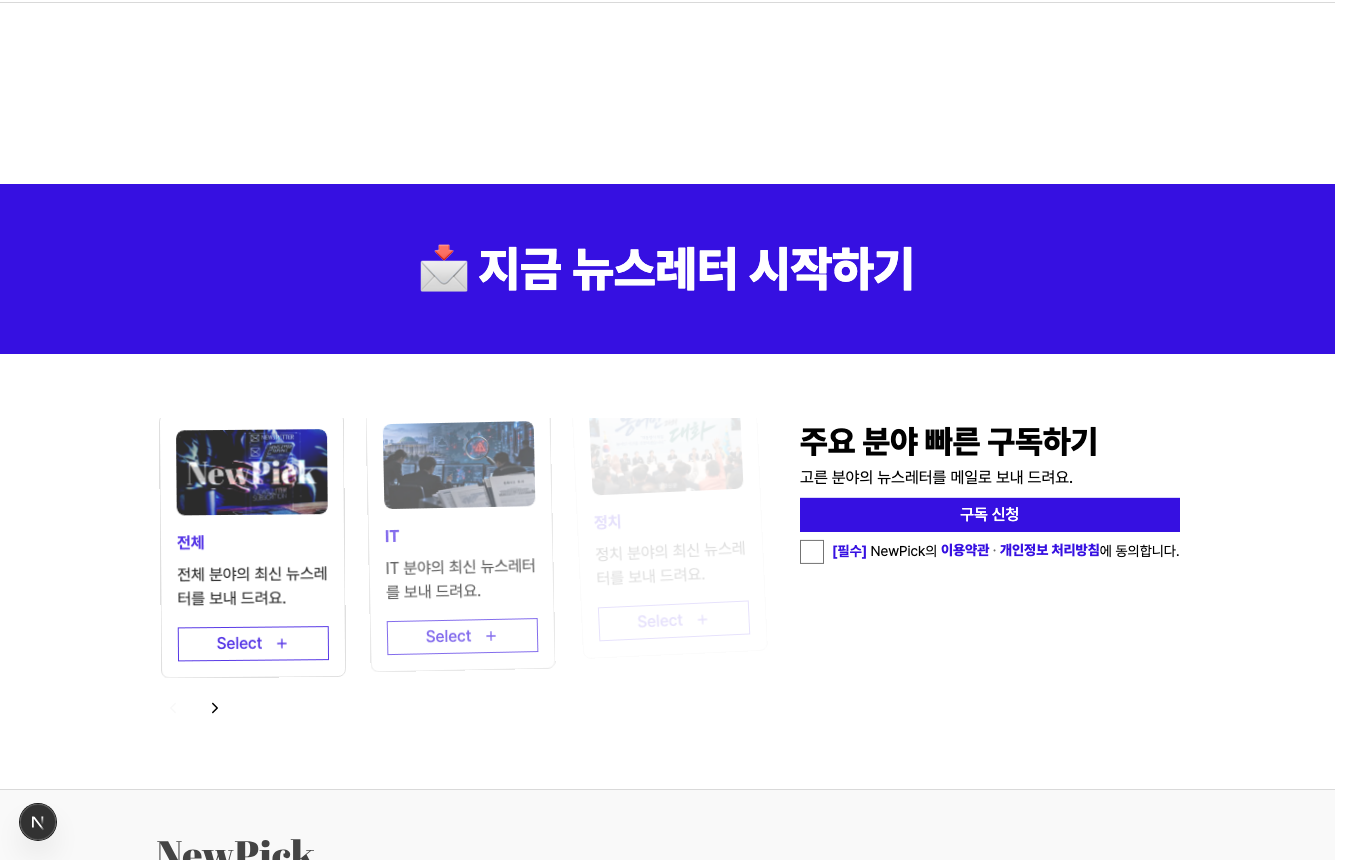 지금 뉴스레터 시작하기
NewPick
전체
전체 분야의 최신 뉴스레
터를 보내 드려요.
Select +
IT
IT 분야의 최신 뉴스레터
를 보내 드려요.
Select +
대화
정치
정치 분야의 최신 뉴스레
터를 보내 드려요.
Select +
주요 분야 빠른 구독하기
고른 분야의 뉴스레터를 메일로 보내 드려요.
구독 신청
[필수] NewPick의 이용약관 · 개인정보 처리방침에 동의합니다.
N
NewPick